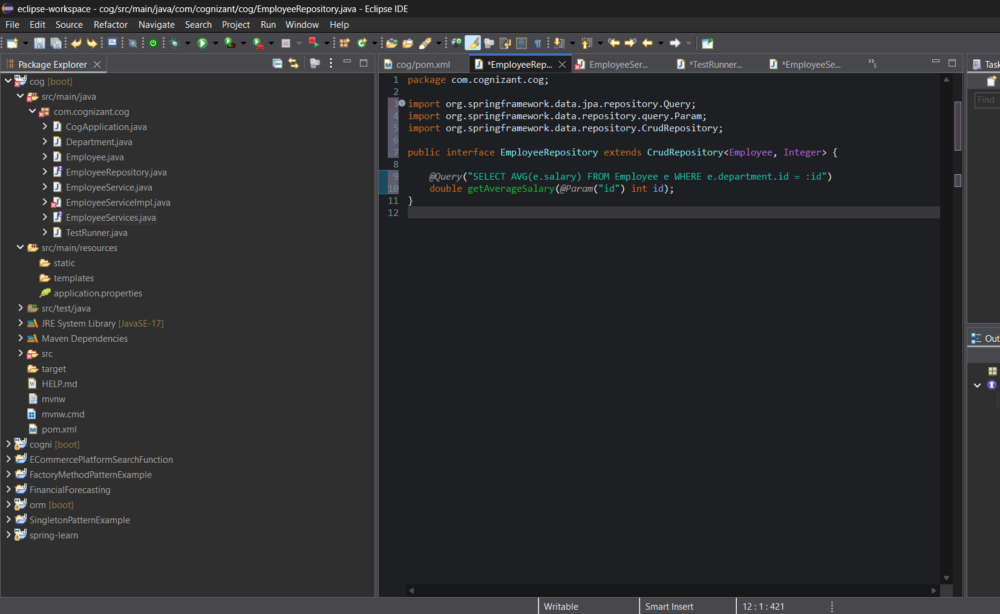 eclipse-workspace - cog/src/main/java/com/cognizant/cog/EmployeeRepository.java - Eclipse IDE
File Edit Source Refactor Navigate Search Project Run Window Help
Package Explorer
cog [boot]
src/main/java
com.cognizant.cog
CogApplication.java
Department.java
Employee.java
EmployeeRepository.java
EmployeeService.java
EmployeeServiceImpl.java
EmployeeServices.java
TestRunner.java
src/main/resources
static
templates
application.properties
src/test/java
JRE System Library [JavaSE-17]
Maven Dependencies
src
target
HELP.md
mvnw
mvnw.cmd
pom.xml
cogni [boot]
ECommercePlatformSearchFunction
FactoryMethodPatternExample
FinancialForecasting
orm [boot]
SingletonPatternExample
spring-learn
cog/pom.xml *EmployeeRep... EmployeeSer... *TestRunner... *EmployeeSe... »5
1 package com.cognizant.cog;
2
3 import org.springframework.data.jpa.repository.Query;
4 import org.springframework.data.repository.query.Param;
5 import org.springframework.data.repository.CrudRepository;
6
7 public interface EmployeeRepository extends CrudRepository<Employee, Integer> {
8
9 @Query("SELECT AVG(e.salary) FROM Employee e WHERE e.department.id = :id")
10 double getAverageSalary(@Param("id") int id);
11 }
12
Task
Find
Out
Writable Smart Insert 12 : 1 : 421